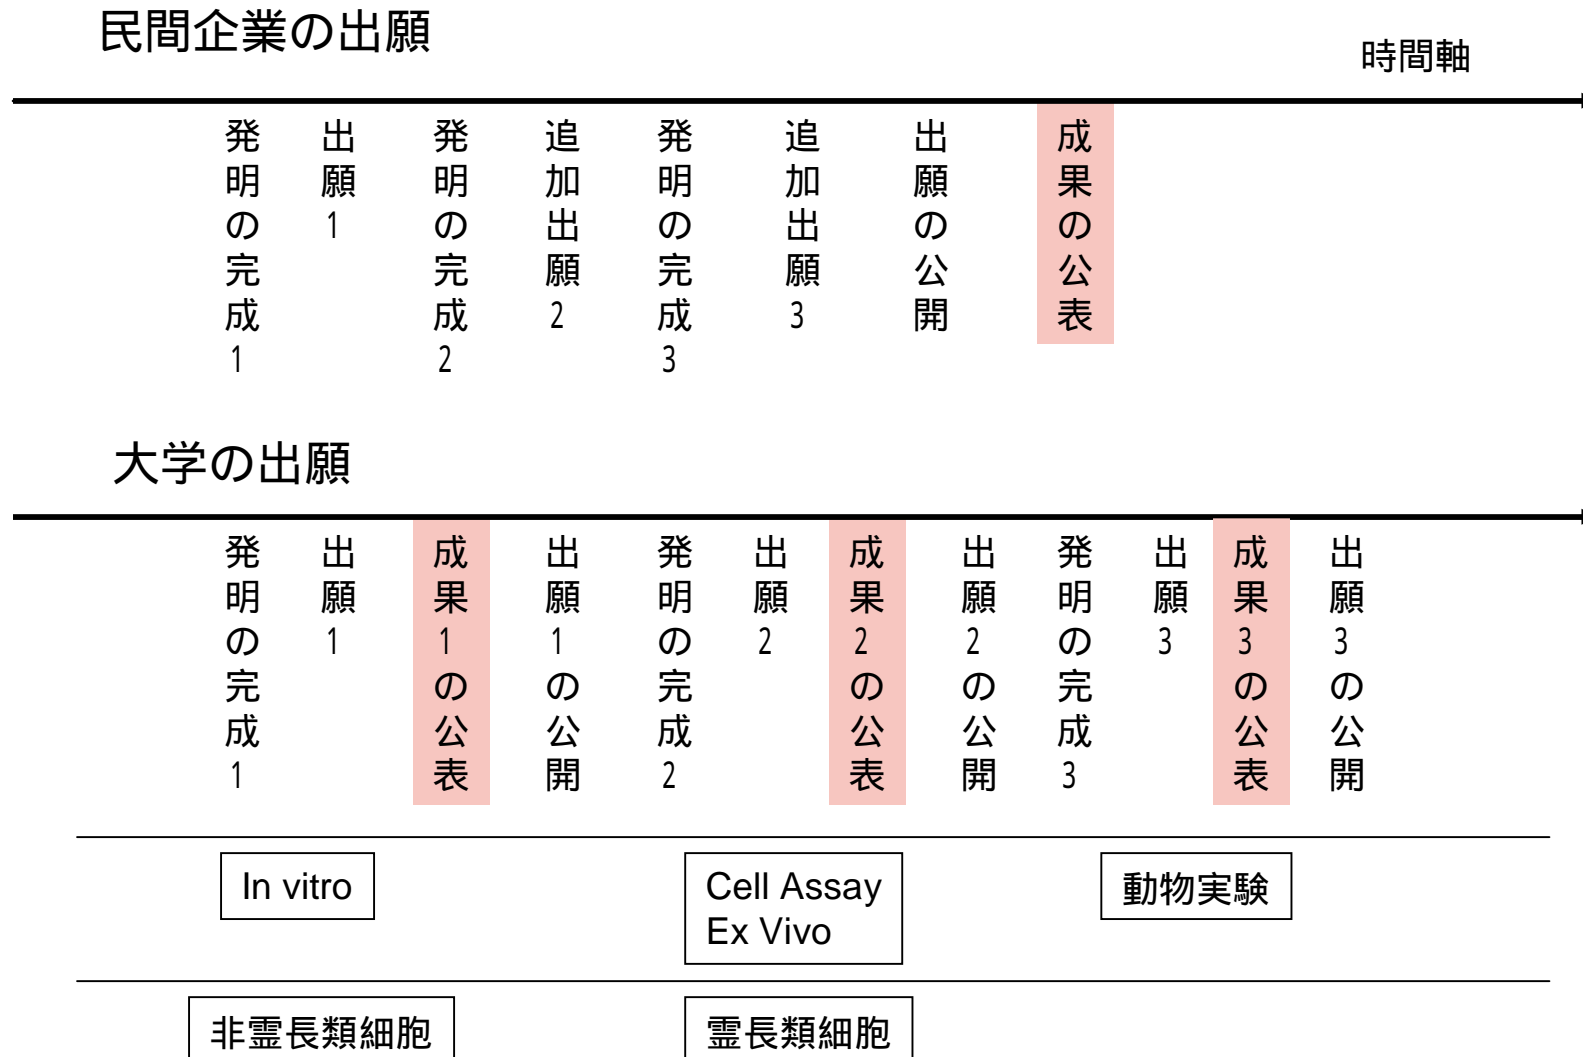 民間企業の出願
時間軸
発明の完成1
出願1
発明の完成2
追加出願2
発明の完成3
追加出願3
出願の公開
成果の公表
大学の出願
発明の完成1
出願1
成果1の公表
出願1の公開
発明の完成2
出願2
成果2の公表
出願2の公開
発明の完成3
出願3
成果3の公表
出願3の公開
In vitro
Cell Assay
Ex Vivo
動物実験
非霊長類細胞
霊長類細胞